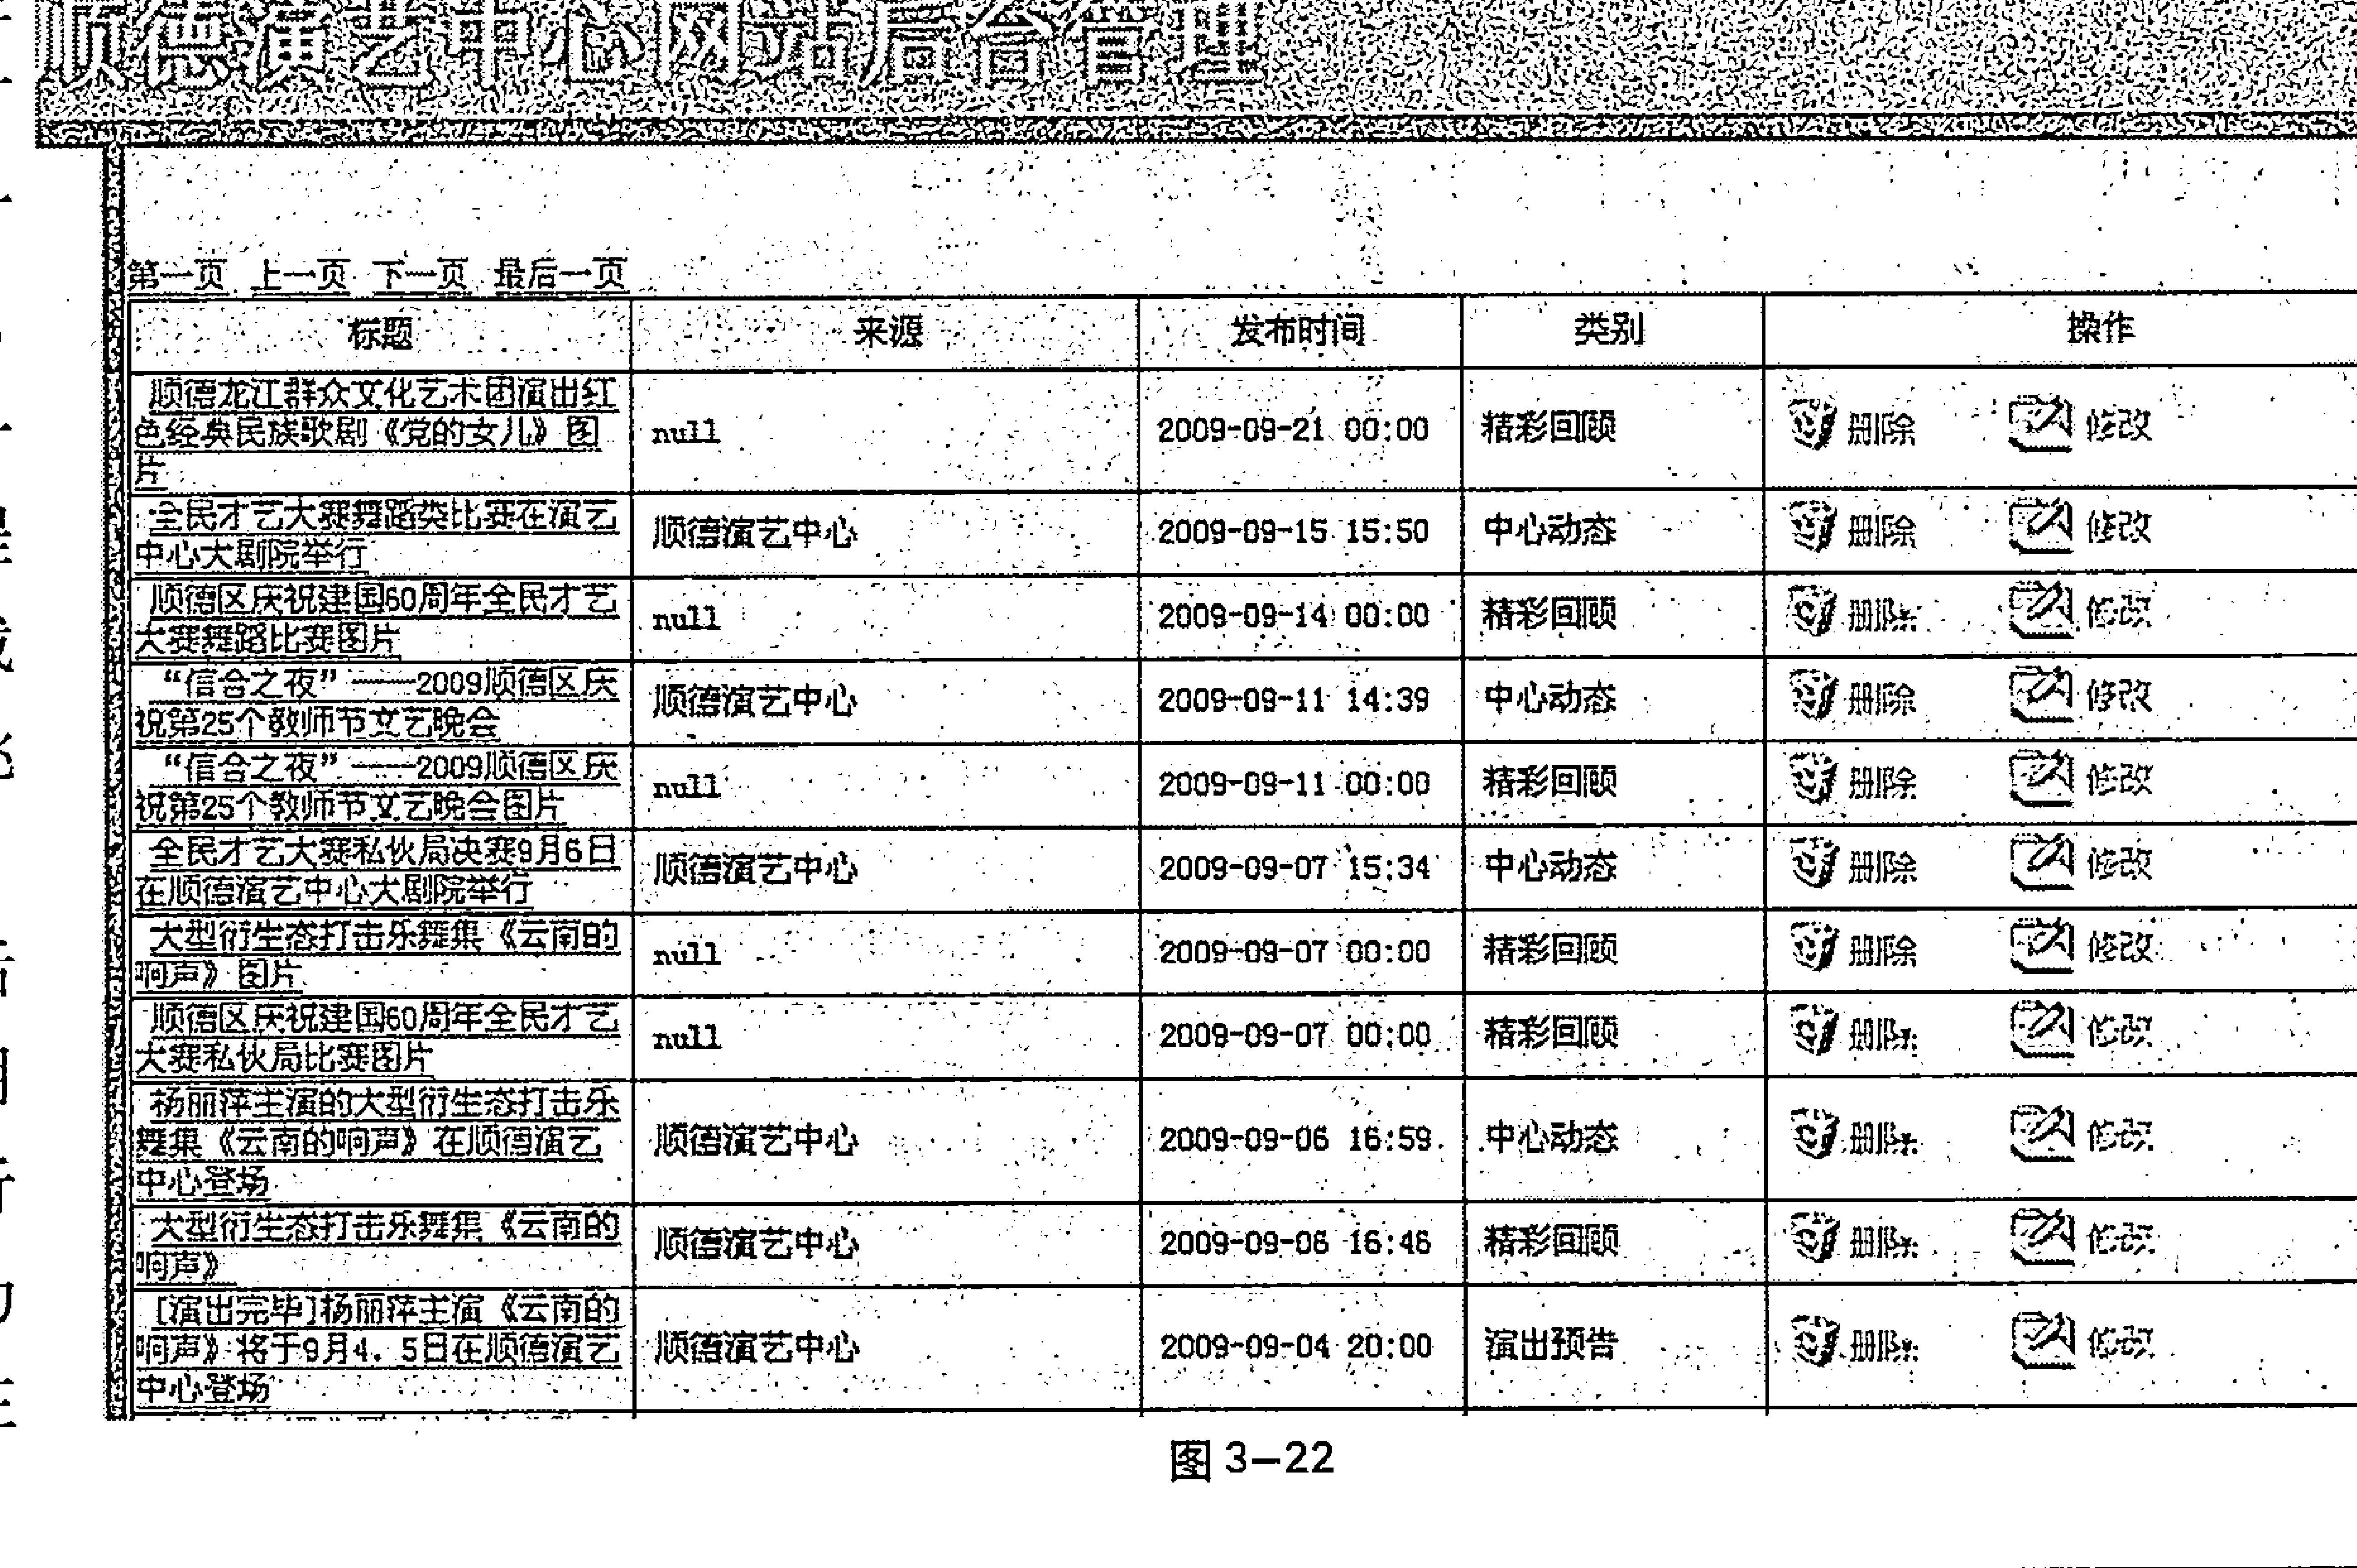 顺德演艺中心网站后台管理
第一页 上一页 下一页 最后一页
标题 来源 发布时间 类别 操作
顺德龙江群众文化艺术团演出红
色经典民族歌剧《党的女儿》图
片
null 2009-09-21 00:00 精彩回顾 删除 修改
全民才艺大赛舞蹈类比赛在演艺
中心大剧院举行
顺德演艺中心 2009-09-15 15:50 中心动态 删除 修改
顺德区庆祝建国60周年全民才艺
大赛舞蹈比赛图片
null 2009-09-14 00:00 精彩回顾 删除 修改
“信合之夜”——2009顺德区庆
祝第25个教师节文艺晚会
顺德演艺中心 2009-09-11 14:39 中心动态 删除 修改
“信合之夜”——2009顺德区庆
祝第25个教师节文艺晚会图片
null 2009-09-11 00:00 精彩回顾 删除 修改
全民才艺大赛私伙局决赛9月6日
在顺德演艺中心大剧院举行
顺德演艺中心 2009-09-07 15:34 中心动态 删除 修改
大型衍生态打击乐舞集《云南的
响声》图片
null 2009-09-07 00:00 精彩回顾 删除 修改
顺德区庆祝建国60周年全民才艺
大赛私伙局比赛图片
null 2009-09-07 00:00 精彩回顾 删除 修改
杨丽萍主演的大型衍生态打击乐
舞集《云南的响声》在顺德演艺
中心登场
顺德演艺中心 2009-09-06 16:59 中心动态 删除 修改
大型衍生态打击乐舞集《云南的
响声》
顺德演艺中心 2009-09-06 16:46 精彩回顾 删除 修改
[演出完毕]杨丽萍主演《云南的
响声》将于9月4、5日在顺德演艺
中心登场
顺德演艺中心 2009-09-04 20:00 演出预告 删除 修改
图 3-22